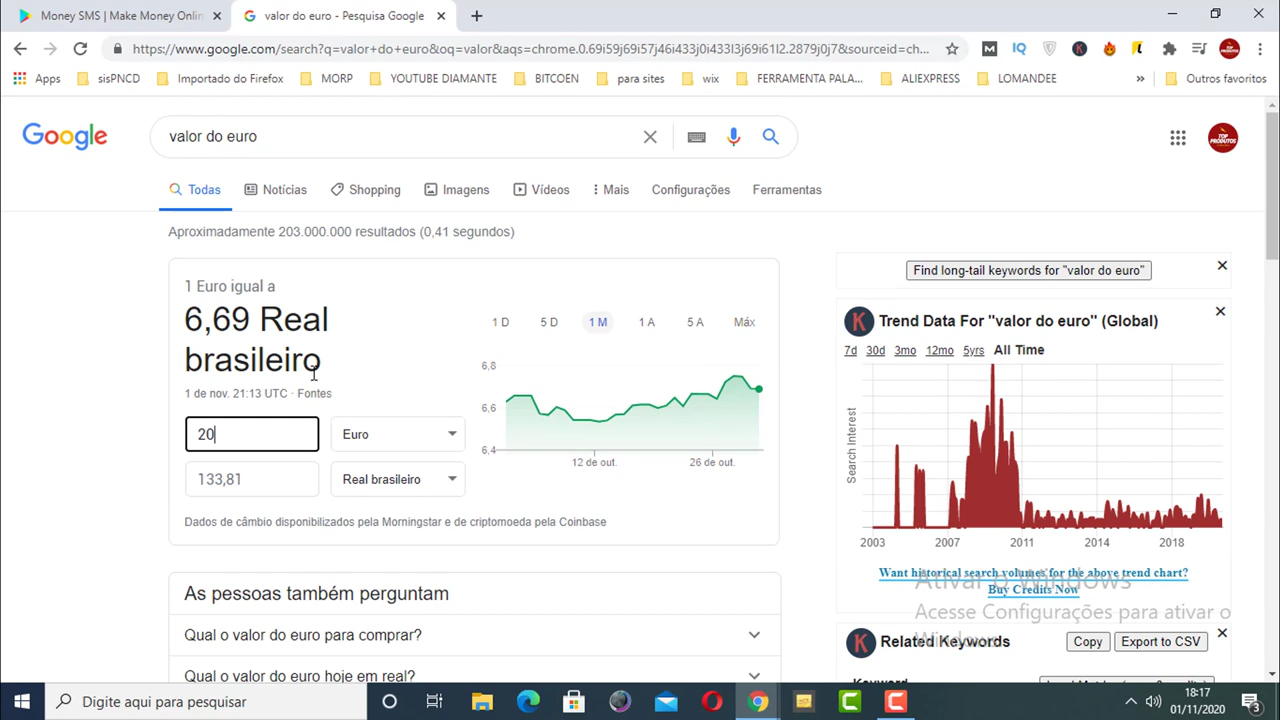 Money SMS | Make Money Onlin
valor do euro - Pesquisa Google
https://www.google.com/search?q=valor+do+euro&oq=valor&aqs=chrome.0.69i59j69i57j46i433j0i433l3j69i61l2.2879j0j7&sourceid=ch...
Apps
sisPNCD
Importado do Firefox
MORP
YOUTUBE DIAMANTE
BITCOEN
para sites
wix
FERRAMENTA PALA...
ALIEXPRESS
LOMANDEE
»
Outros favoritos
Google
valor do euro
TOP PRODUTOS
Todas
Notícias
Shopping
Imagens
Vídeos
Mais
Configurações
Ferramentas
Aproximadamente 203.000.000 resultados (0,41 segundos)
1 Euro igual a
6,69 Real
brasileiro
1 de nov. 21:13 UTC · Fontes
20
Euro
133,81
Real brasileiro
1 D
5 D
1 M
1 A
5 A
Máx
6,8
6,6
6,4
12 de out.
26 de out.
Dados de câmbio disponibilizados pela Morningstar e de criptomoeda pela Coinbase
As pessoas também perguntam
Qual o valor do euro para comprar?
Qual o valor do euro hoje em real?
Find long-tail keywords for "valor do euro"
K
Trend Data For "valor do euro" (Global)
7d
30d
3mo
12mo
5yrs
All Time
Search Interest
2003
2007
2011
2014
2018
Want historical search volumes for the above trend chart?
Buy Credits Now
Ativar o Windows
Acesse Configurações para ativar o
Windows.
K
Related Keywords
Copy
Export to CSV
Keyword
Digite aqui para pesquisar
18:17
01/11/2020
3